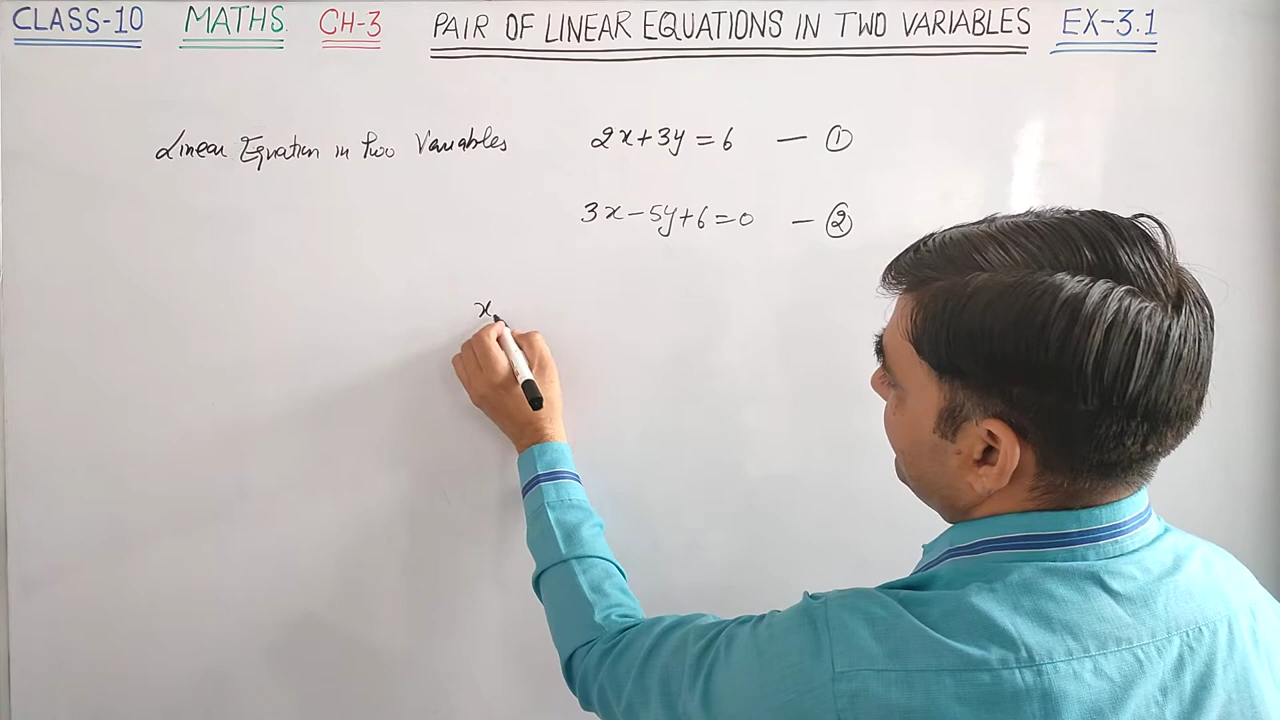 CLASS-10 MATHS. CH-3 PAIR OF LINEAR EQUATIONS IN TWO VARIABLES EX-3.1
Linear Equation in two Variables 2x+3y=6 — ①
3x-5y+6=0 — ②
x